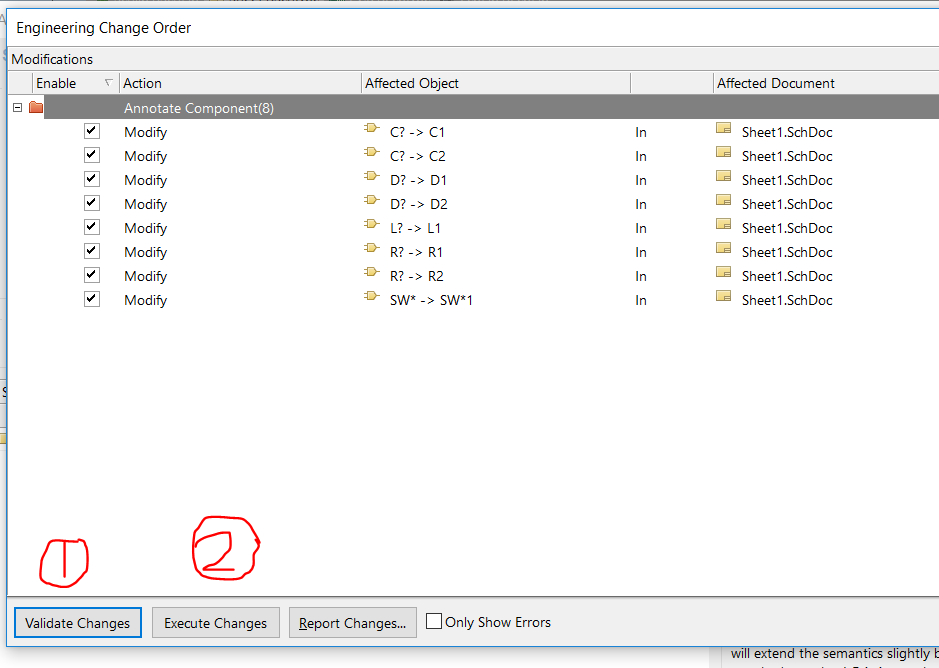 Engineering Change Order
Modifications
Enable Action Affected Object Affected Document
Annotate Component(8)
Modify C? -> C1 In Sheet1.SchDoc
Modify C? -> C2 In Sheet1.SchDoc
Modify D? -> D1 In Sheet1.SchDoc
Modify D? -> D2 In Sheet1.SchDoc
Modify L? -> L1 In Sheet1.SchDoc
Modify R? -> R1 In Sheet1.SchDoc
Modify R? -> R2 In Sheet1.SchDoc
Modify SW* -> SW*1 In Sheet1.SchDoc
1 2
Validate Changes Execute Changes Report Changes... Only Show Errors
will extend the semantics slightly